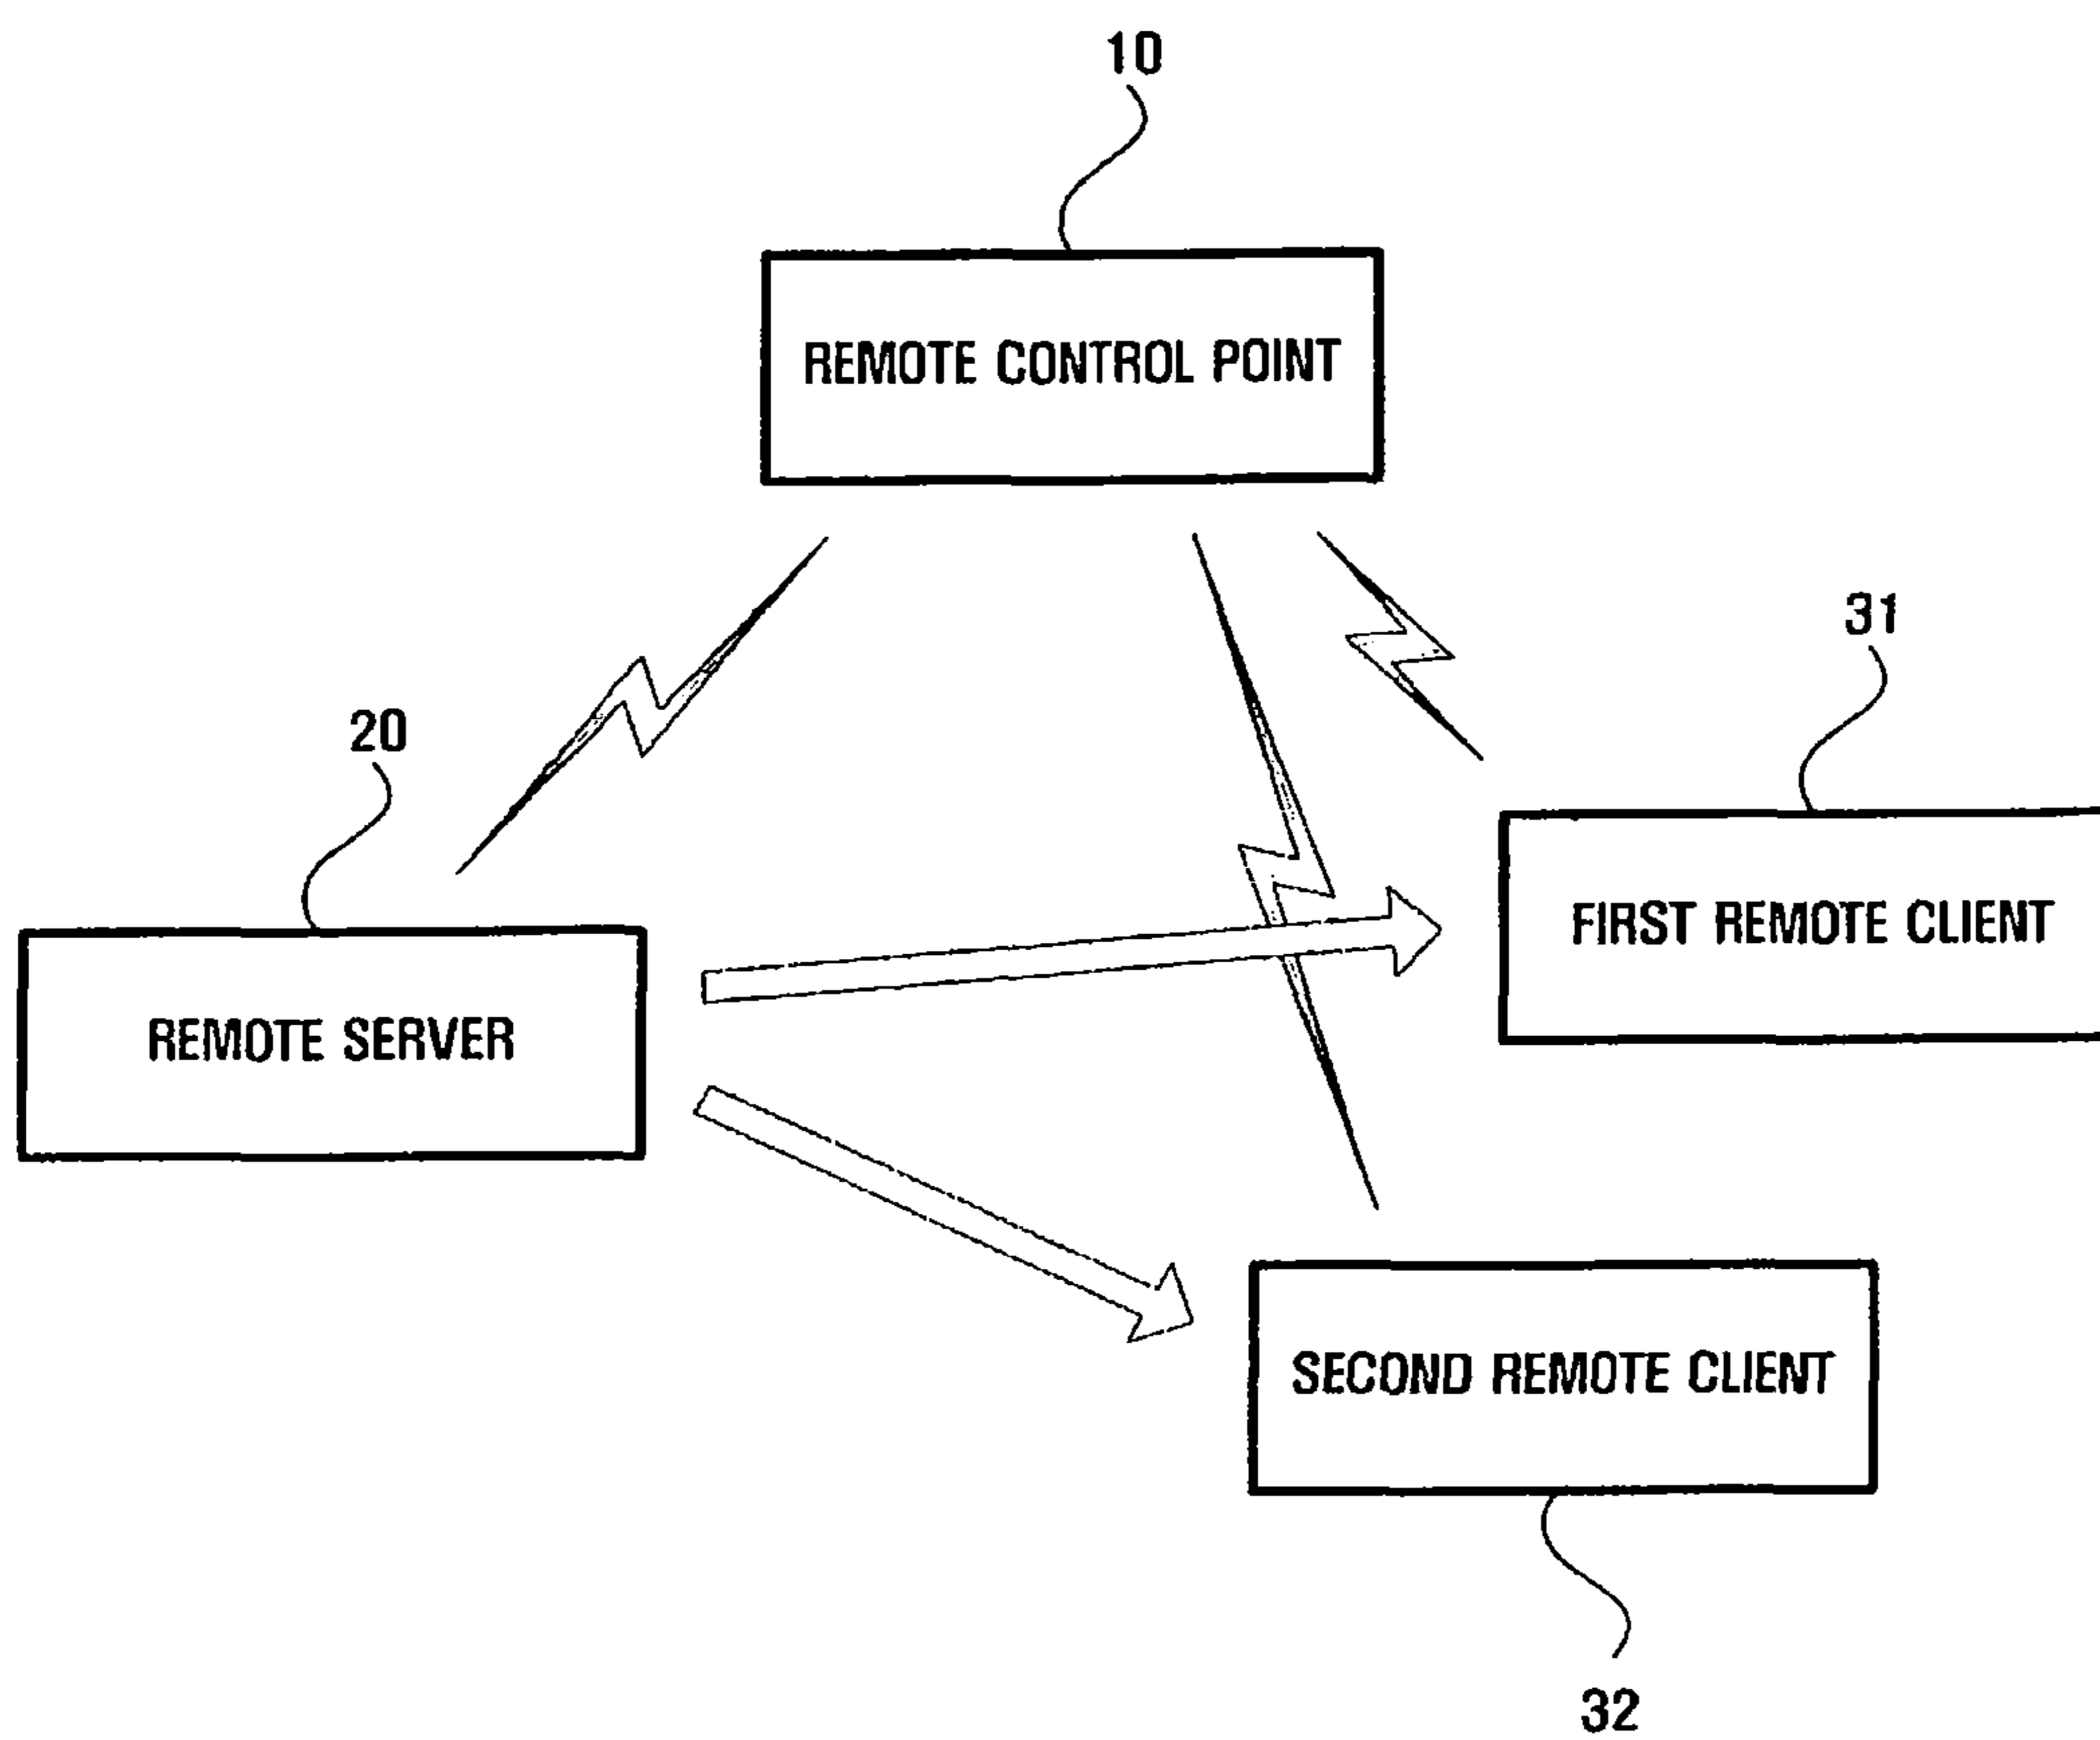 10
REMOTE CONTROL POINT
31
20
FIRST REMOTE CLIENT
REMOTE SERVER
SECOND REMOTE CLIENT
32